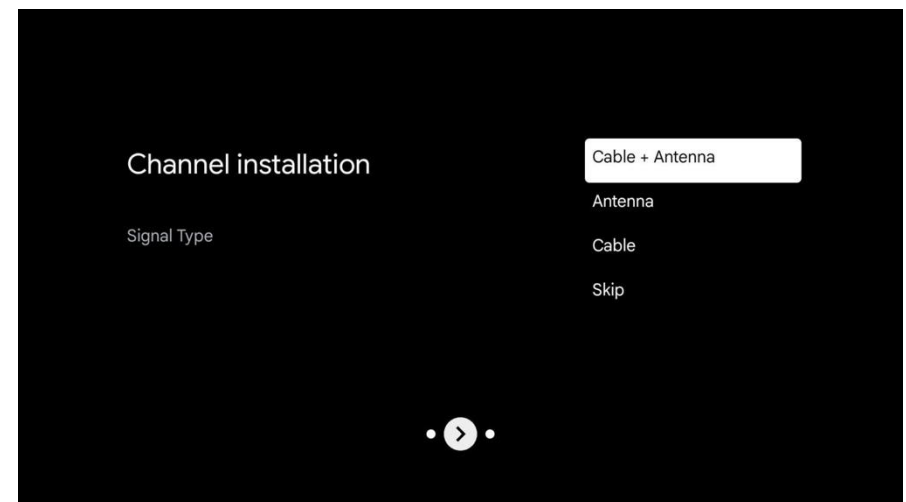 Channel installation
Signal Type
Cable + Antenna
Antenna
Cable
Skip